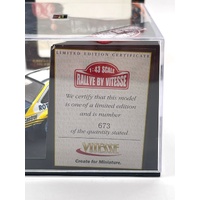 LIMITED EDITION CERTIFICATE
1:43 SCALE
RALLYE BY VITESSE
We certify that this model
is one of a limited edition
and is number
673
of the quantity stated
VITESSE
Create for Miniature.